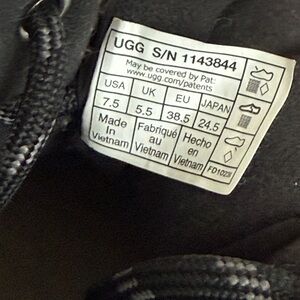 UGG S/N 1143844
May be covered by Pat:
www.ugg.com/patents
USA UK EU JAPAN
7.5 5.5 38.5 24.5
Made in Vietnam
Fabriqué au Vietnam
Hecho en Vietnam